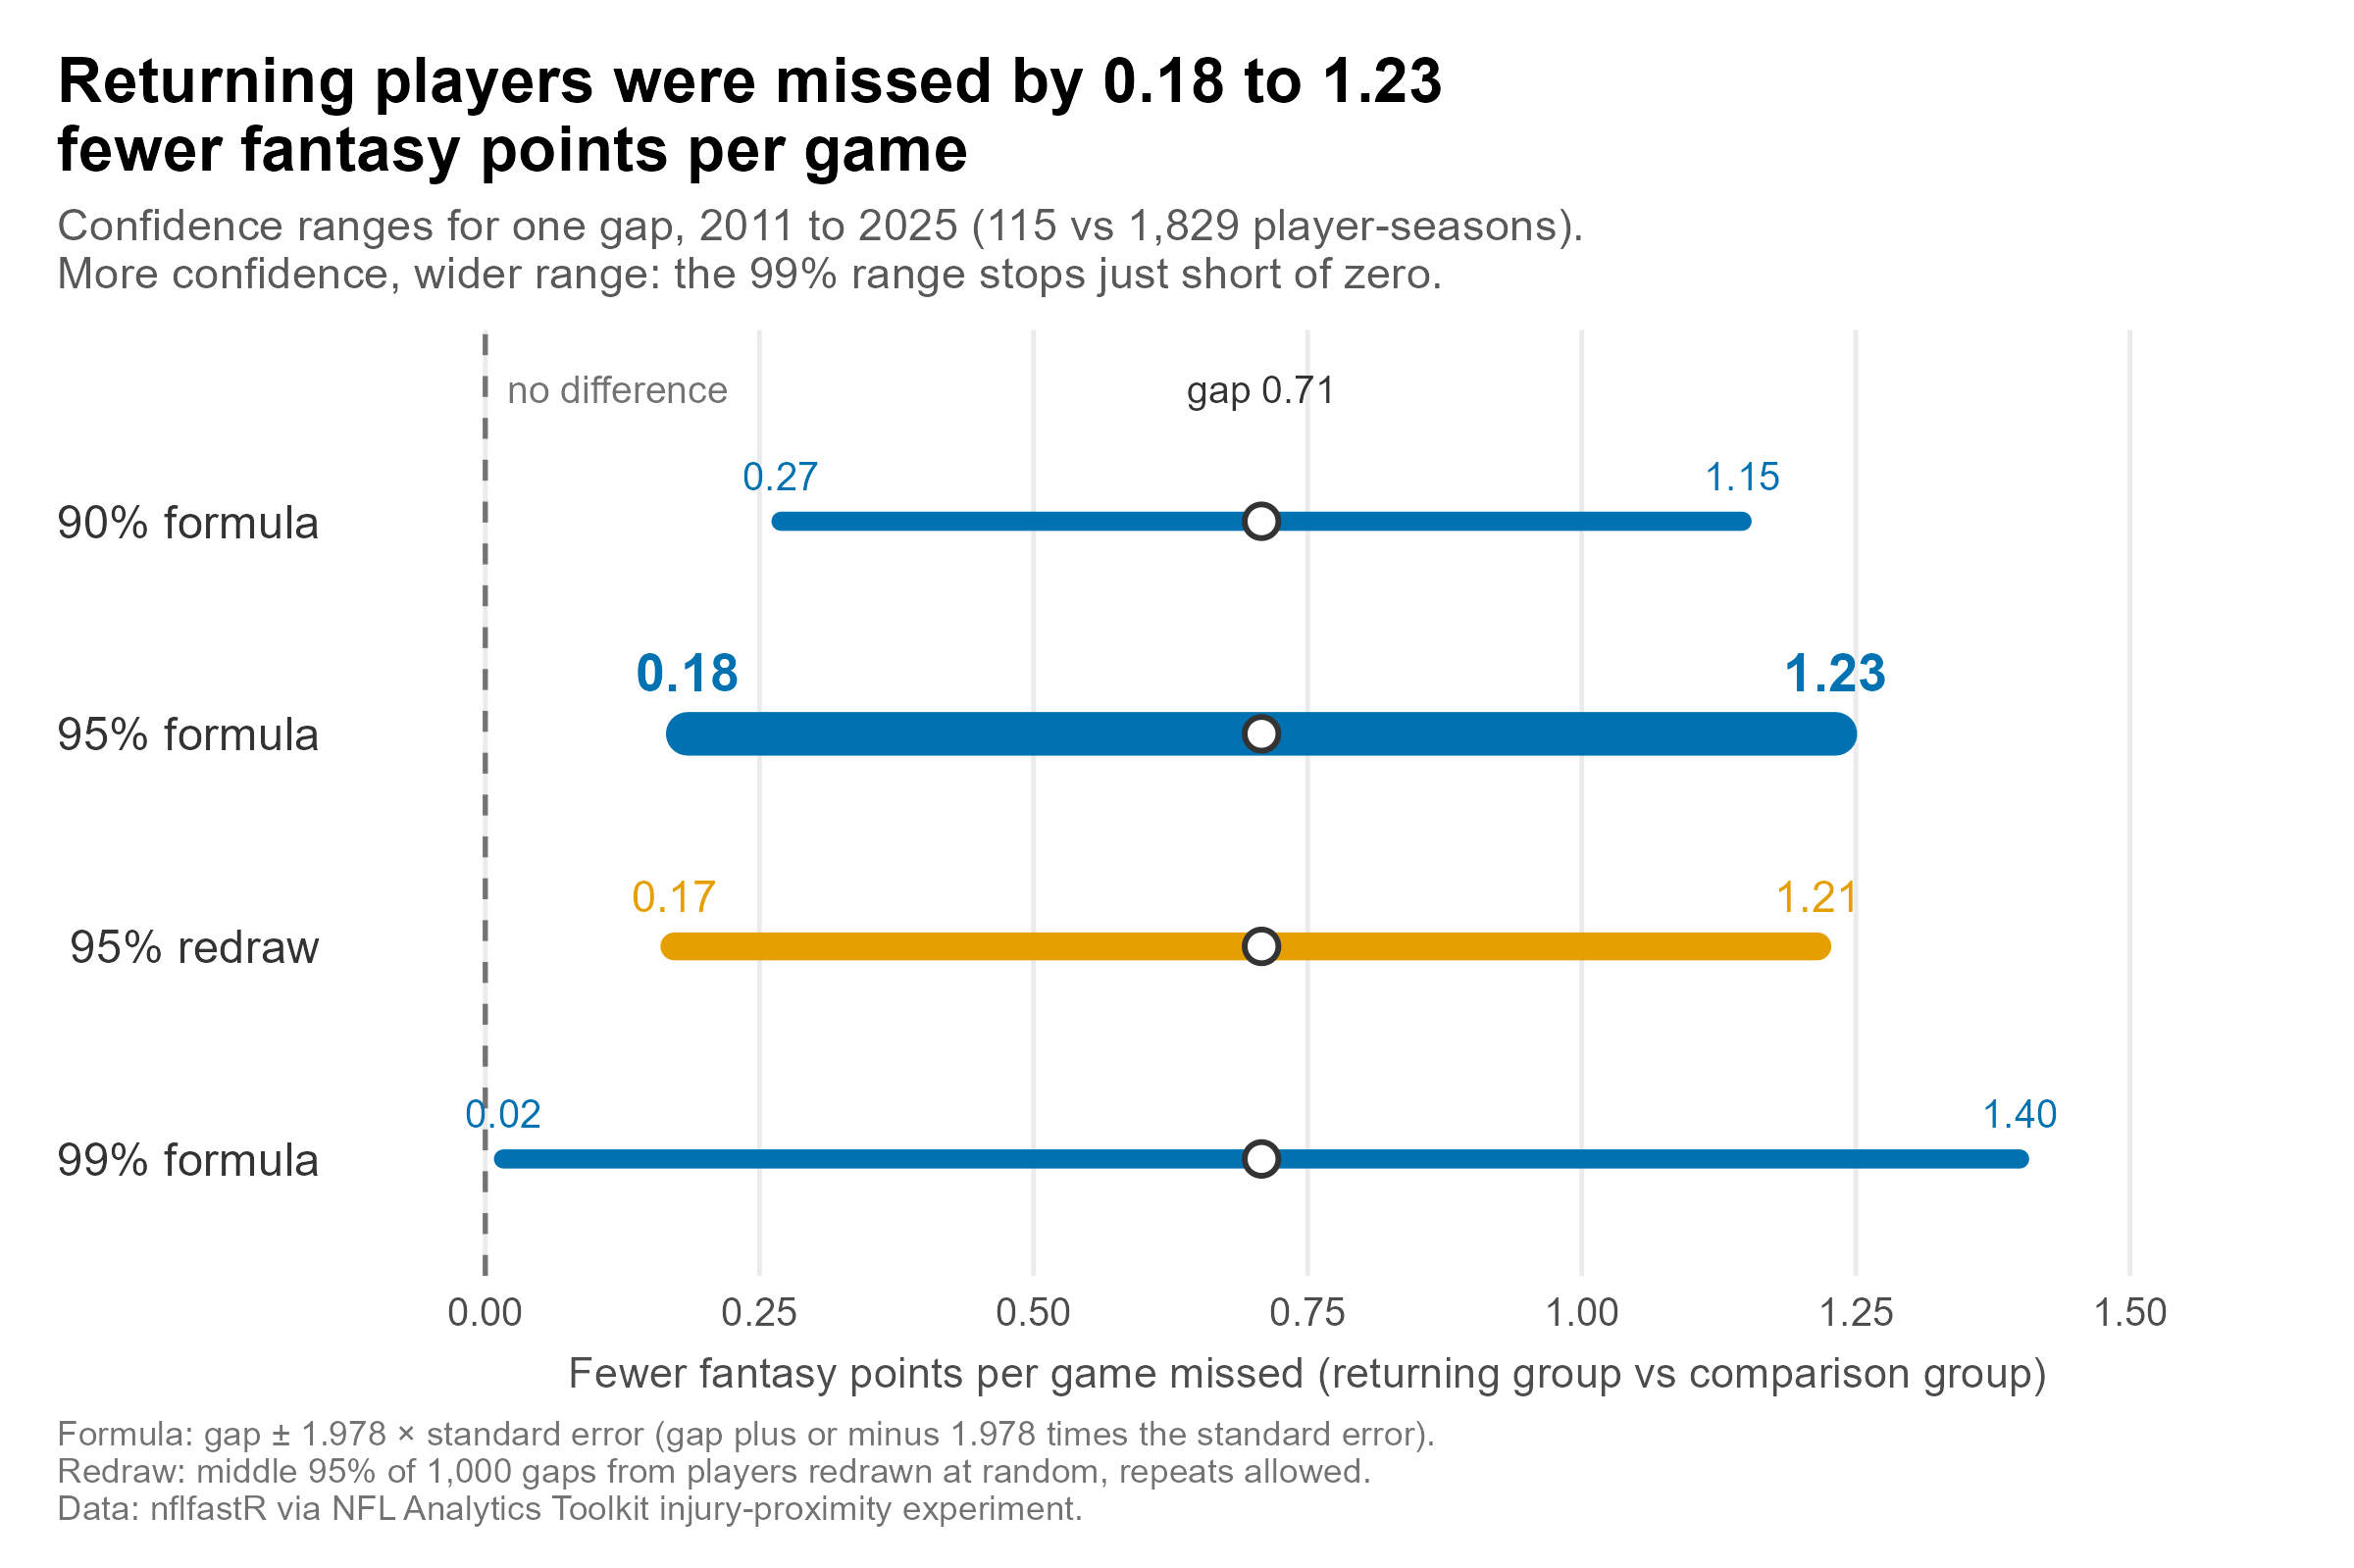 Returning players were missed by 0.18 to 1.23
fewer fantasy points per game
Confidence ranges for one gap, 2011 to 2025 (115 vs 1,829 player-seasons).
More confidence, wider range: the 99% range stops just short of zero.
no difference
gap 0.71
0.27
1.15
90% formula
0.18
1.23
95% formula
0.17
1.21
95% redraw
0.02
1.40
99% formula
0.00 0.25 0.50 0.75 1.00 1.25 1.50
Fewer fantasy points per game missed (returning group vs comparison group)
Formula: gap ± 1.978 × standard error (gap plus or minus 1.978 times the standard error).
Redraw: middle 95% of 1,000 gaps from players redrawn at random, repeats allowed.
Data: nflfastR via NFL Analytics Toolkit injury-proximity experiment.